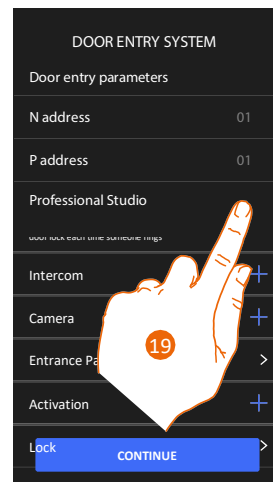 DOOR ENTRY SYSTEM
Door entry parameters
N address 01
P address 01
Professional Studio
door lock each time someone rings
Intercom +
Camera +
19
Entrance Pa >
Activation +
Lock >
CONTINUE